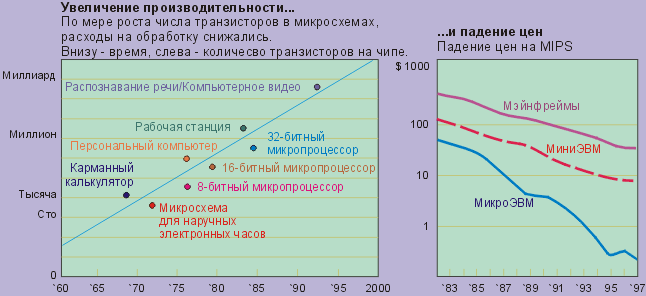 Увеличение производительности...
По мере роста числа транзисторов в микросхемах,
расходы на обработку снижались.
Внизу - время, слева - количесво транзисторов на чипе.
Миллиард
Миллион
Тысяча
Сто
0
Распознавание речи/Компьютерное видео
Рабочая станция
Персональный компьютер
32-битный
микропроцессор
Карманный
калькулятор
16-битный микропроцессор
8-битный микропроцессор
Микросхема
для наручных
электронных часов
`60 `65 `70 `75 `80 `85 `90 `95 2000
...и падение цен
Падение цен на MIPS
$ 1000
100
10
1
Мэйнфреймы
МиниЭВМ
МикроЭВМ
`83 `85 `87 `89 `91 `93 `95 `97